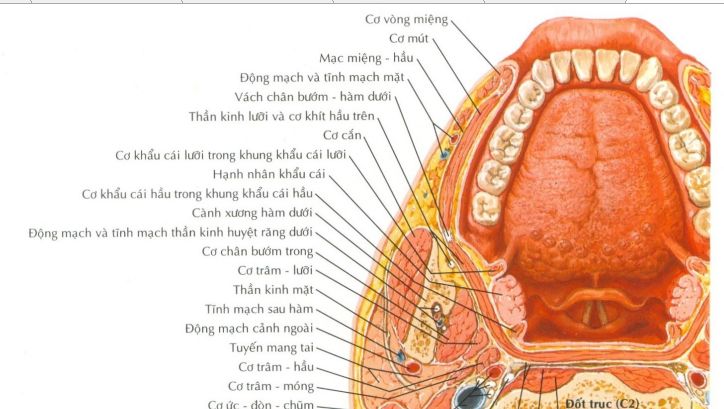 Cơ vòng miệng
Cơ mút
Mạc miệng - hầu
Động mạch và tĩnh mạch mặt
Vách chân bướm - hàm dưới
Thần kinh lưỡi và cơ khít hầu trên
Cơ cắn
Cơ khẩu cái lưỡi trong khung khẩu cái lưỡi
Hạnh nhân khẩu cái
Cơ khẩu cái hầu trong khung khẩu cái hầu
Cành xương hàm dưới
Động mạch và tĩnh mạch thần kinh huyệt răng dưới
Cơ chân bướm trong
Cơ trâm - lưỡi
Thần kinh mặt
Tĩnh mạch sau hàm
Động mạch cảnh ngoài
Tuyến mang tai
Cơ trâm - hầu
Cơ trâm - móng
Cơ ức - đòn - chũm
Đốt trục (C2)